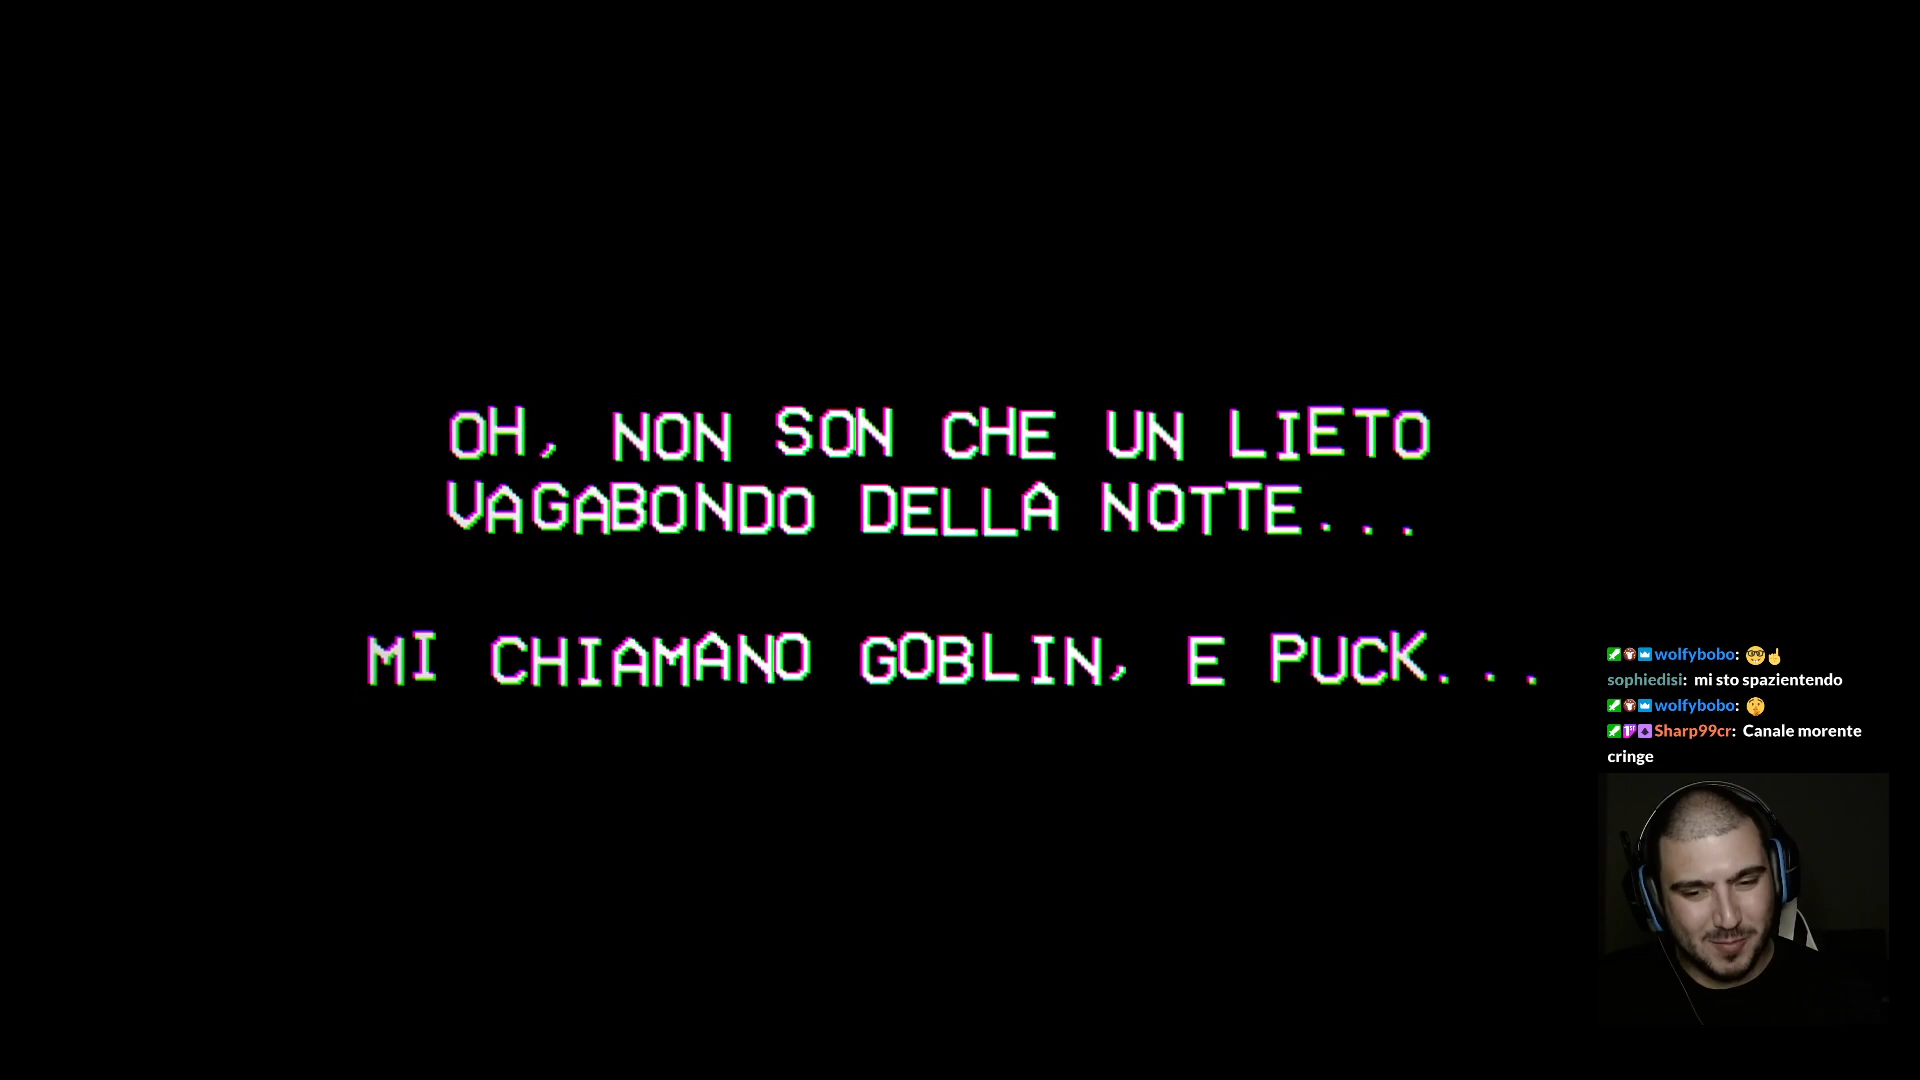 OH, NON SON CHE UN LIETO
VAGABONDO DELLA NOTTE...
MI CHIAMANO GOBLIN, E PUCK...
wolfybobo: 🤓☝️
sophiedisi: mi sto spazientendo
wolfybobo: 🤫
Sharp99cr: Canale morente
cringe